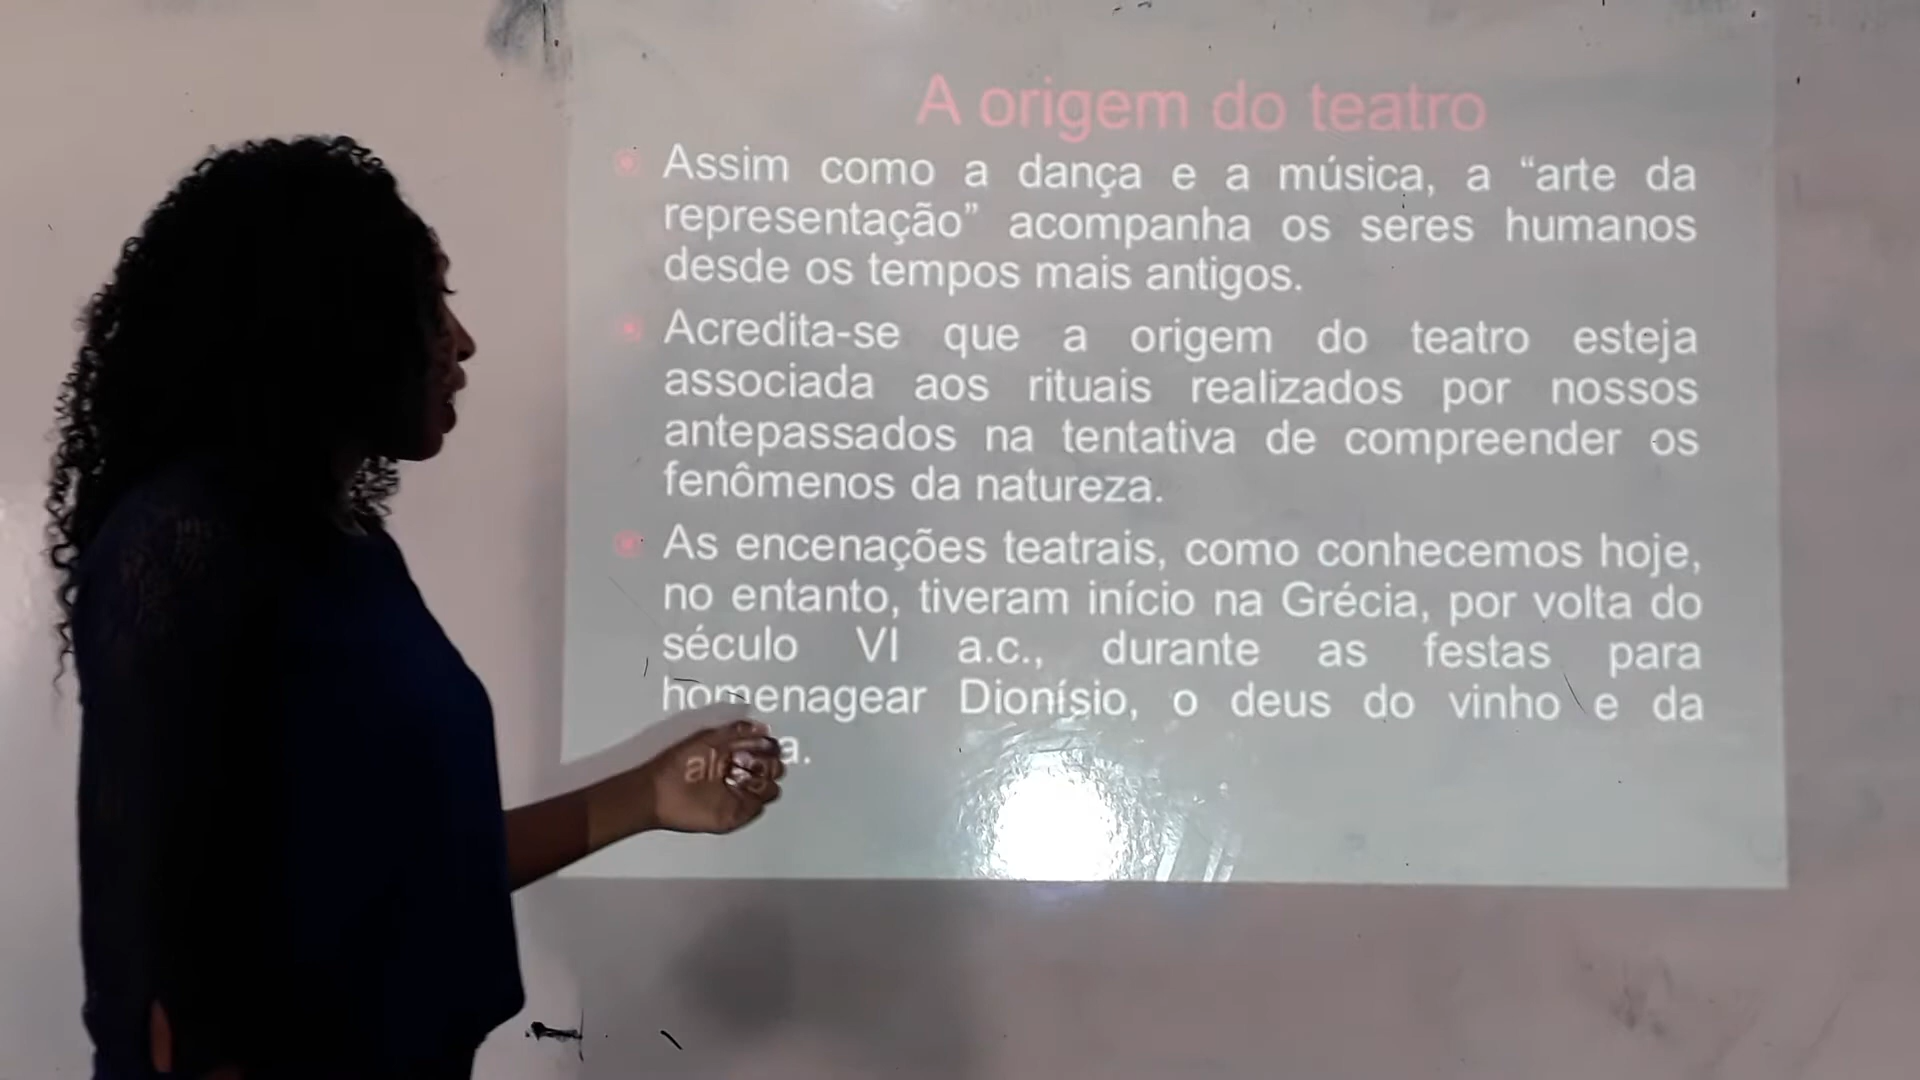 A origem do teatro
Assim como a dança e a música, a “arte da
representação” acompanha os seres humanos
desde os tempos mais antigos.
Acredita-se que a origem do teatro esteja
associada aos rituais realizados por nossos
antepassados na tentativa de compreender os
fenômenos da natureza.
As encenações teatrais, como conhecemos hoje,
no entanto, tiveram início na Grécia, por volta do
século VI a.c., durante as festas para
homenagear Dionísio, o deus do vinho e da